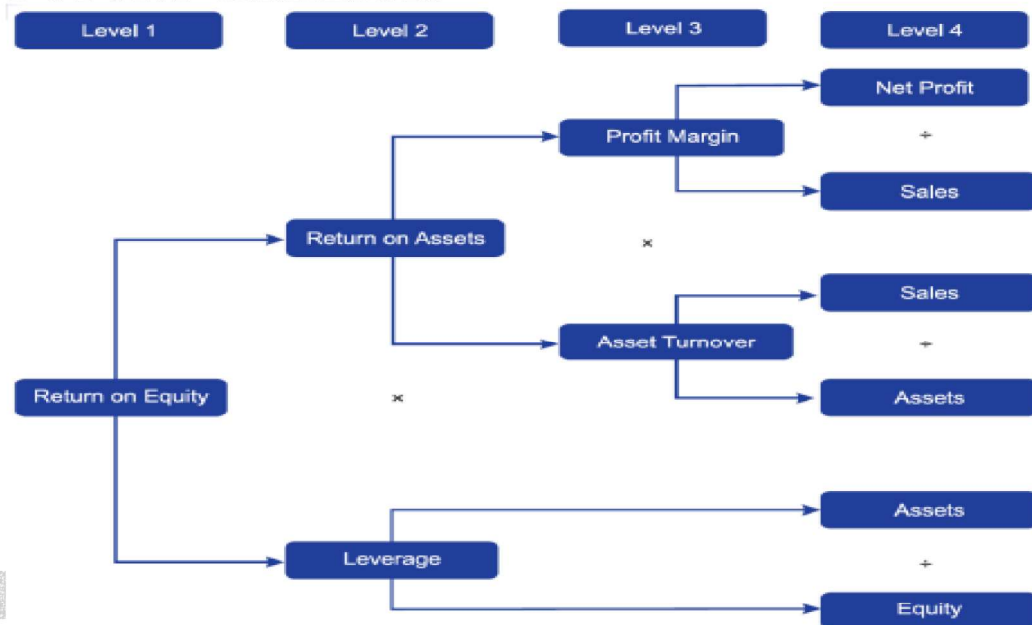 Level 1 Level 2 Level 3 Level 4
Net Profit
Profit Margin ÷
Sales
Return on Assets ×
Sales
Asset Turnover ÷
Return on Equity × Assets
Assets
Leverage ÷
Equity